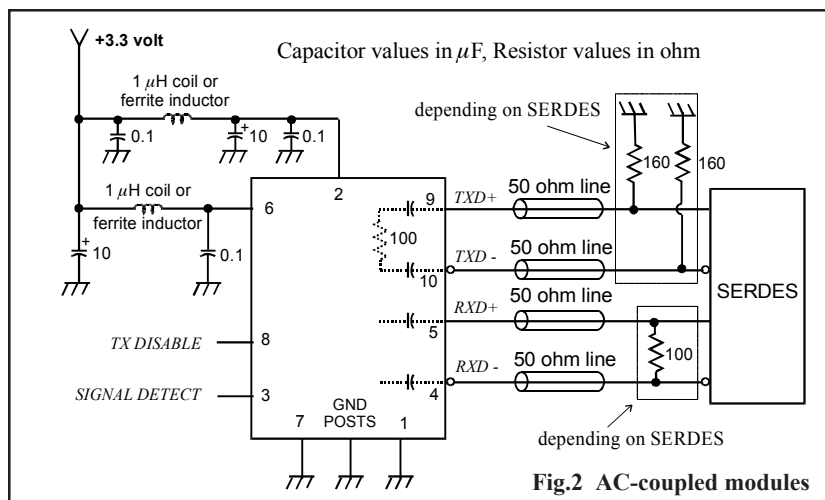 +3.3 volt
Capacitor values in μF, Resistor values in ohm
1 μH coil or
ferrite inductor
0.1
+
10
0.1
depending on SERDES
160
160
1 μH coil or
ferrite inductor
6
2
9
TXD+
50 ohm line
100
+
10
0.1
10
TXD -
50 ohm line
SERDES
RXD+
50 ohm line
5
TX DISABLE
8
100
RXD -
50 ohm line
4
SIGNAL DETECT
3
GND
POSTS
7
1
depending on SERDES
Fig.2 AC-coupled modules